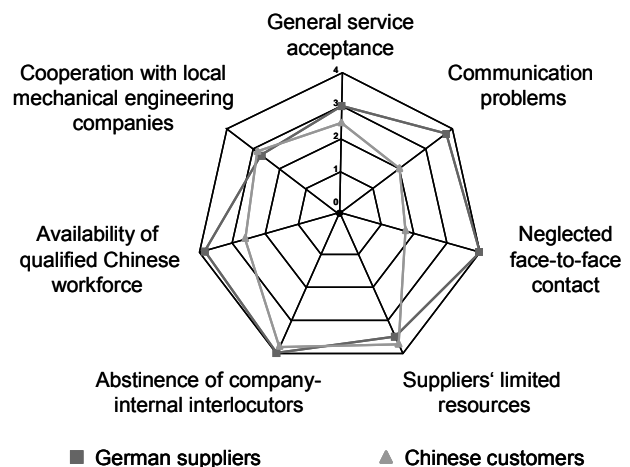 General service
acceptance
Cooperation with local
mechanical engineering
companies
Communication
problems
4
3
2
1
0
Availability of
qualified Chinese
workforce
Neglected
face-to-face
contact
Abstinence of company-
internal interlocutors
Suppliers‘ limited
resources
German suppliers
Chinese customers